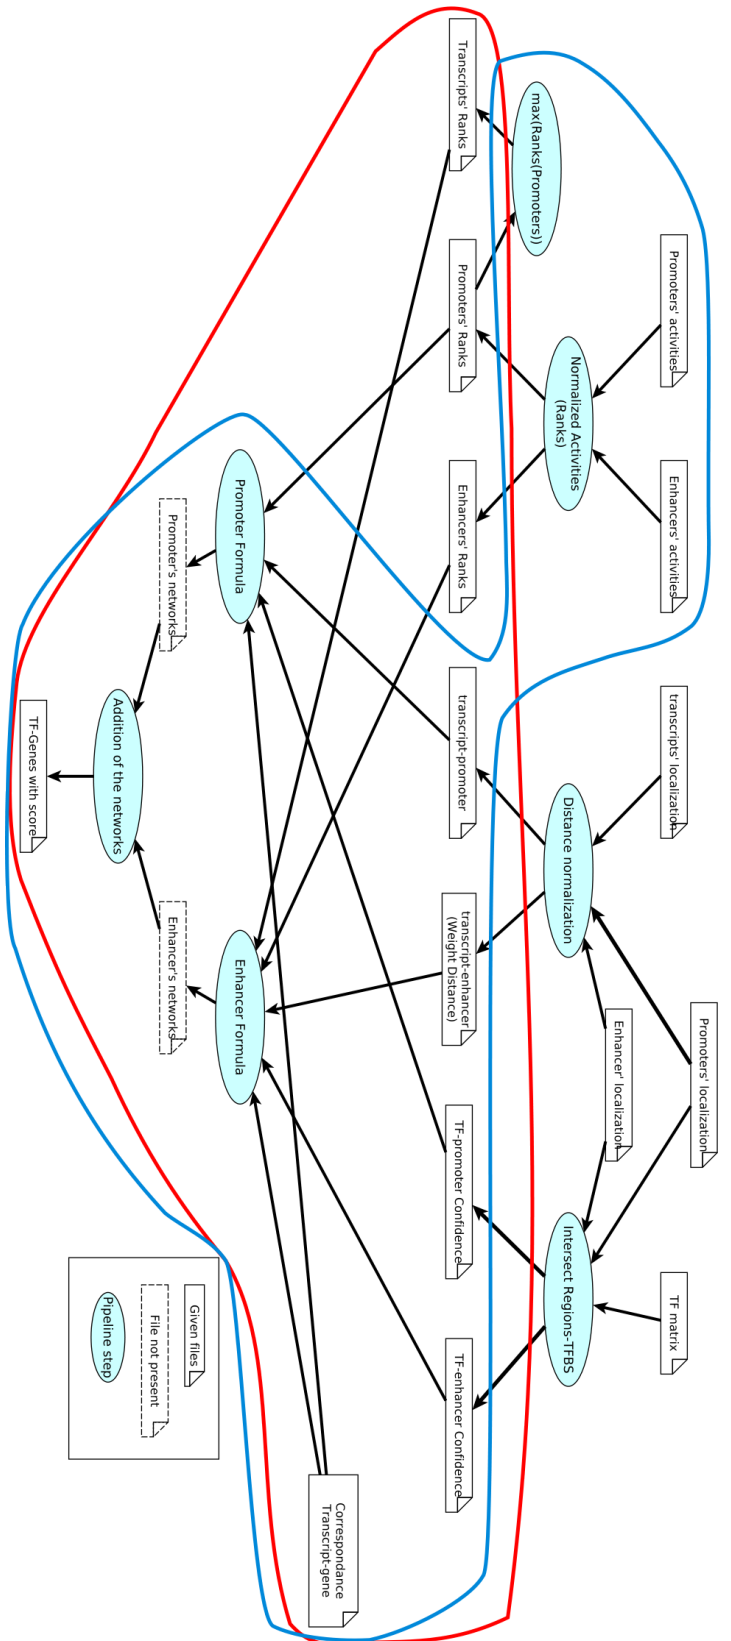 Promoters' localization
Promoters' activities
Enhancers' activities
transcripts' localization
TF matrix
Enhancer' localization
Normalized Activities
(Ranks)
Distance normalization
Intersect Regions-TFBS
max(Ranks(Promoters))
Transcripts' Ranks
Promoters' Ranks
Enhancers' Ranks
transcript-promoter
transcript-enhancer
(Weight Distance)
TF-promoter Confidence
TF-enhancer Confidence
Correspondance
Transcript-gene
Promoter Formula
Enhancer Formula
Promoter's networks
Enhancer's networks
Addition of the networks
TF-Genes with score
Given files
File not present
Pipeline step